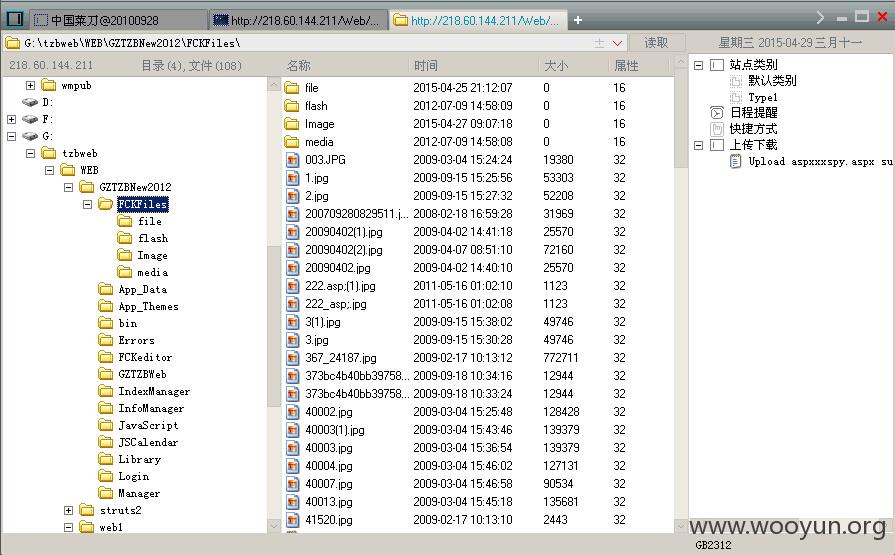 中国菜刀@20100928 http://218.60.144.211/Web/... http://218.60.144.211/Web/...
G:\tzbweb\WEB\GZTZBNew2012\FCKFiles\ 读取 星期三 2015-04-29 三月十一
218.60.144.211 目录(4),文件(108) 名称 时间 大小 属性
wmpub
D:
F:
G:
tzbweb
WEB
GZTZBNew2012
FCKFiles
file
flash
Image
media
App_Data
App_Themes
bin
Errors
FCKeditor
GZTZBWeb
IndexManager
InfoManager
JavaScript
JSCalendar
Library
Login
Manager
struts2
web1
file 2015-04-25 21:12:07 0 16
flash 2012-07-09 14:58:09 0 16
Image 2015-04-27 09:07:18 0 16
media 2012-07-09 14:58:08 0 16
003.JPG 2009-03-04 15:24:24 19380 32
1.jpg 2009-09-15 15:25:56 53303 32
2.jpg 2009-09-15 15:27:32 52208 32
200709280829511.j... 2008-02-18 16:59:28 31969 32
20090402(1).jpg 2009-04-02 14:41:18 25570 32
20090402(2).jpg 2009-04-07 08:51:10 72160 32
20090402.jpg 2009-04-02 14:40:10 25570 32
222.asp;(1).jpg 2011-05-16 01:02:10 1123 32
222_asp;.jpg 2011-05-16 01:02:08 1123 32
3(1).jpg 2009-09-15 15:38:02 49746 32
3.jpg 2009-09-15 15:30:28 49746 32
367_24187.jpg 2009-02-17 10:13:12 772711 32
373bc4b40bb39758... 2009-09-18 10:34:16 12944 32
373bc4b40bb39758... 2009-09-18 10:33:24 12944 32
40002.jpg 2009-03-04 15:25:48 128428 32
40003(1).jpg 2009-03-04 15:43:46 139379 32
40003.jpg 2009-03-04 15:36:54 139379 32
40004.jpg 2009-03-04 15:46:02 127131 32
40007.jpg 2009-03-04 15:46:58 90534 32
40013.jpg 2009-03-04 15:45:18 135681 32
41520.jpg 2009-02-17 10:13:10 2443 32
站点类别
默认类别
Type1
日程提醒
快捷方式
上传下载
Upload aspxxxspy.aspx su
www.wooyun.org
GB2312